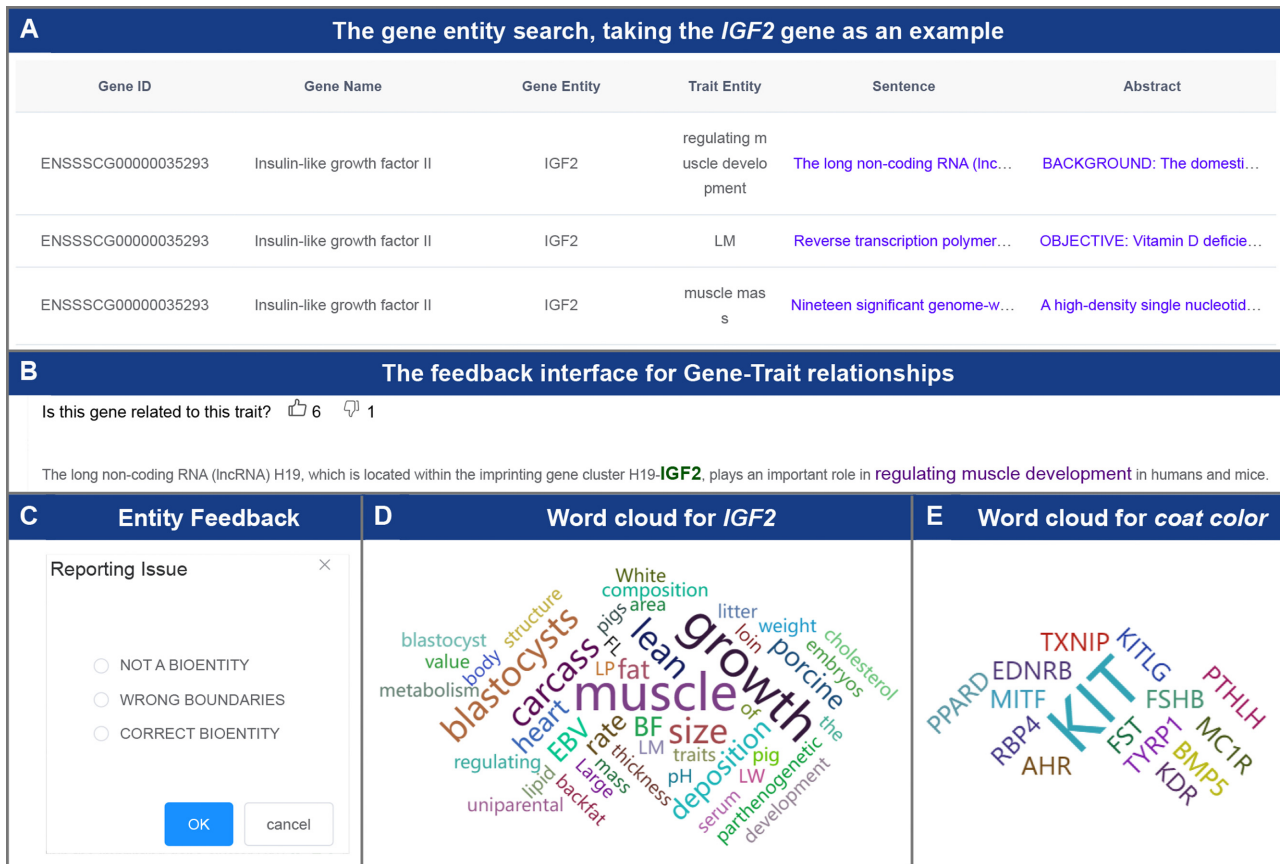 A The gene entity search, taking the IGF2 gene as an example
Gene ID Gene Name Gene Entity Trait Entity Sentence Abstract
ENSSSCG00000035293 Insulin-like growth factor II IGF2 regulating m
uscle develo
pment The long non-coding RNA (lnc… BACKGROUND: The domesti…
ENSSSCG00000035293 Insulin-like growth factor II IGF2 LM Reverse transcription polymer… OBJECTIVE: Vitamin D deficie…
ENSSSCG00000035293 Insulin-like growth factor II IGF2 muscle mas
s Nineteen significant genome-w… A high-density single nucleotid…
B The feedback interface for Gene-Trait relationships
Is this gene related to this trait? 6 1
The long non-coding RNA (lncRNA) H19, which is located within the imprinting gene cluster H19-IGF2, plays an important role in regulating muscle development in humans and mice.
C Entity Feedback
Reporting Issue
NOT A BIOENTITY
WRONG BOUNDARIES
CORRECT BIOENTITY
OK cancel
D Word cloud for IGF2
White
composition
area
pigs
structure
litter
weight
loin
cholesterol
embryos
porcine
growth
lean
FL
blastocysts
blastocyst
value
body
metabolism
carcass
LP
fat
muscle
heart
EBV
rate
BF
size
of
the
LM
traits
pig
deposition
regulating
lipid
Large
mass
thickness
pH
LW
backfat
uniparental
serum
parthenogenetic
development
E Word cloud for coat color
TXNIP
KITLG
EDNRB
PPARD
MITF
KIT
FSHB
PTHLH
RBP4
AHR
FST
TYRP1
MC1R
BMP5
KDR